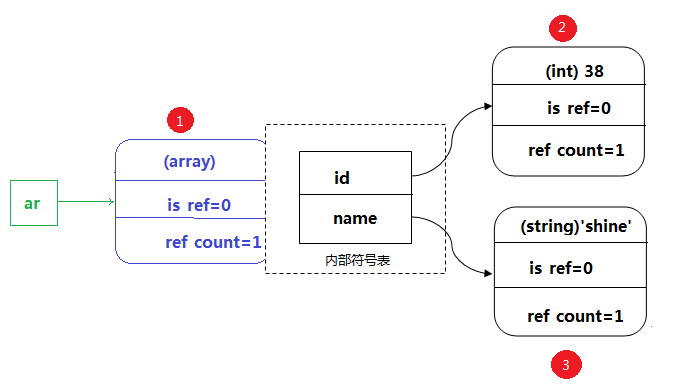 ar
1
(array)
is ref=0
ref count=1
id
name
内部符号表
2
(int) 38
is ref=0
ref count=1
(string)'shine'
is ref=0
ref count=1
3